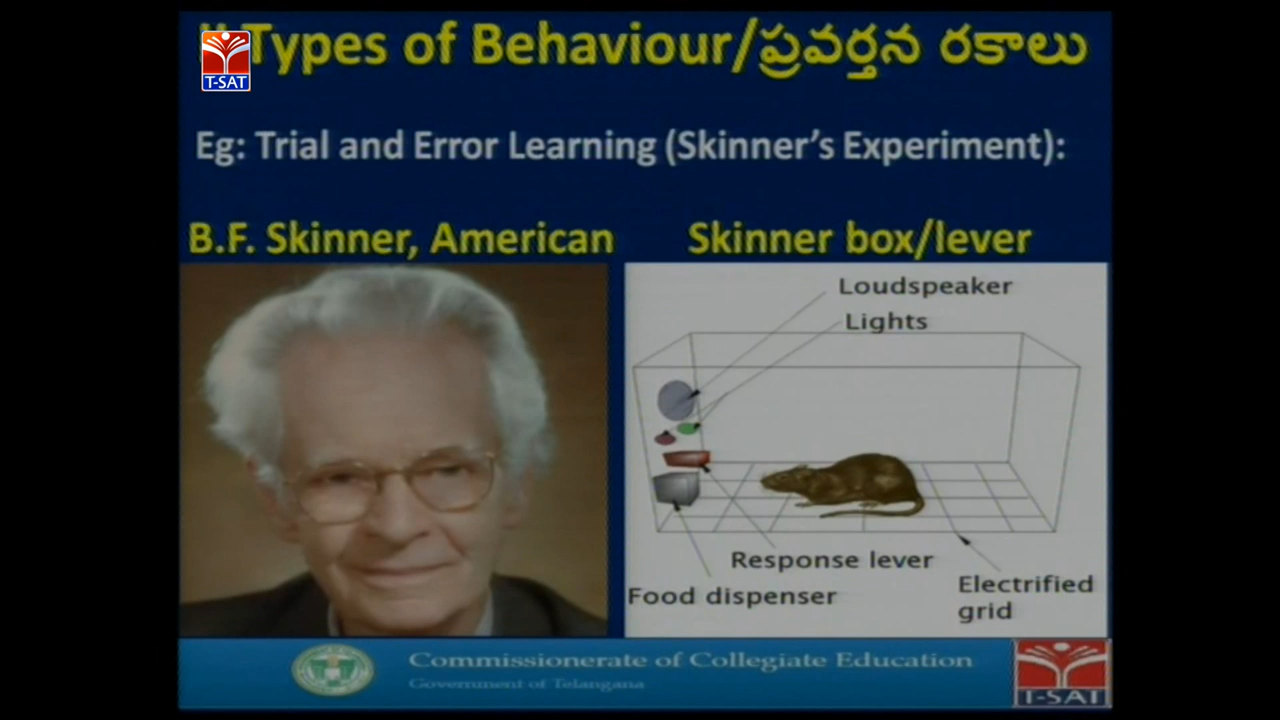 Types of Behaviour/ప్రవర్తన రకాలు
T-SAT
Eg: Trial and Error Learning (Skinner's Experiment):
B.F. Skinner, American
Skinner box/lever
Loudspeaker
Lights
Response lever
Food dispenser
Electrified
grid
Commissionerate of Collegiate Education
Government of Telangana
T-SAT